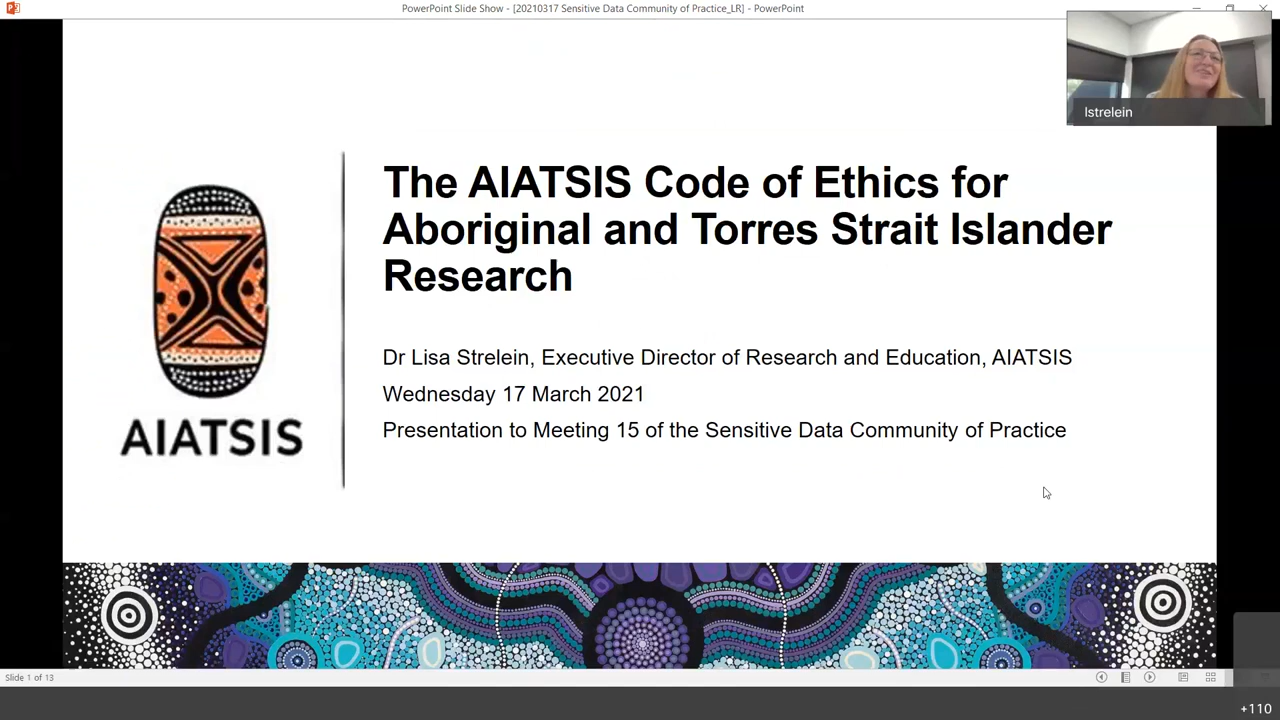 PowerPoint Slide Show - [20210317 Sensitive Data Community of Practice_LR] - PowerPoint
lstrelein
The AIATSIS Code of Ethics for
Aboriginal and Torres Strait Islander
Research
Dr Lisa Strelein, Executive Director of Research and Education, AIATSIS
Wednesday 17 March 2021
Presentation to Meeting 15 of the Sensitive Data Community of Practice
AIATSIS
Slide 1 of 13
+110